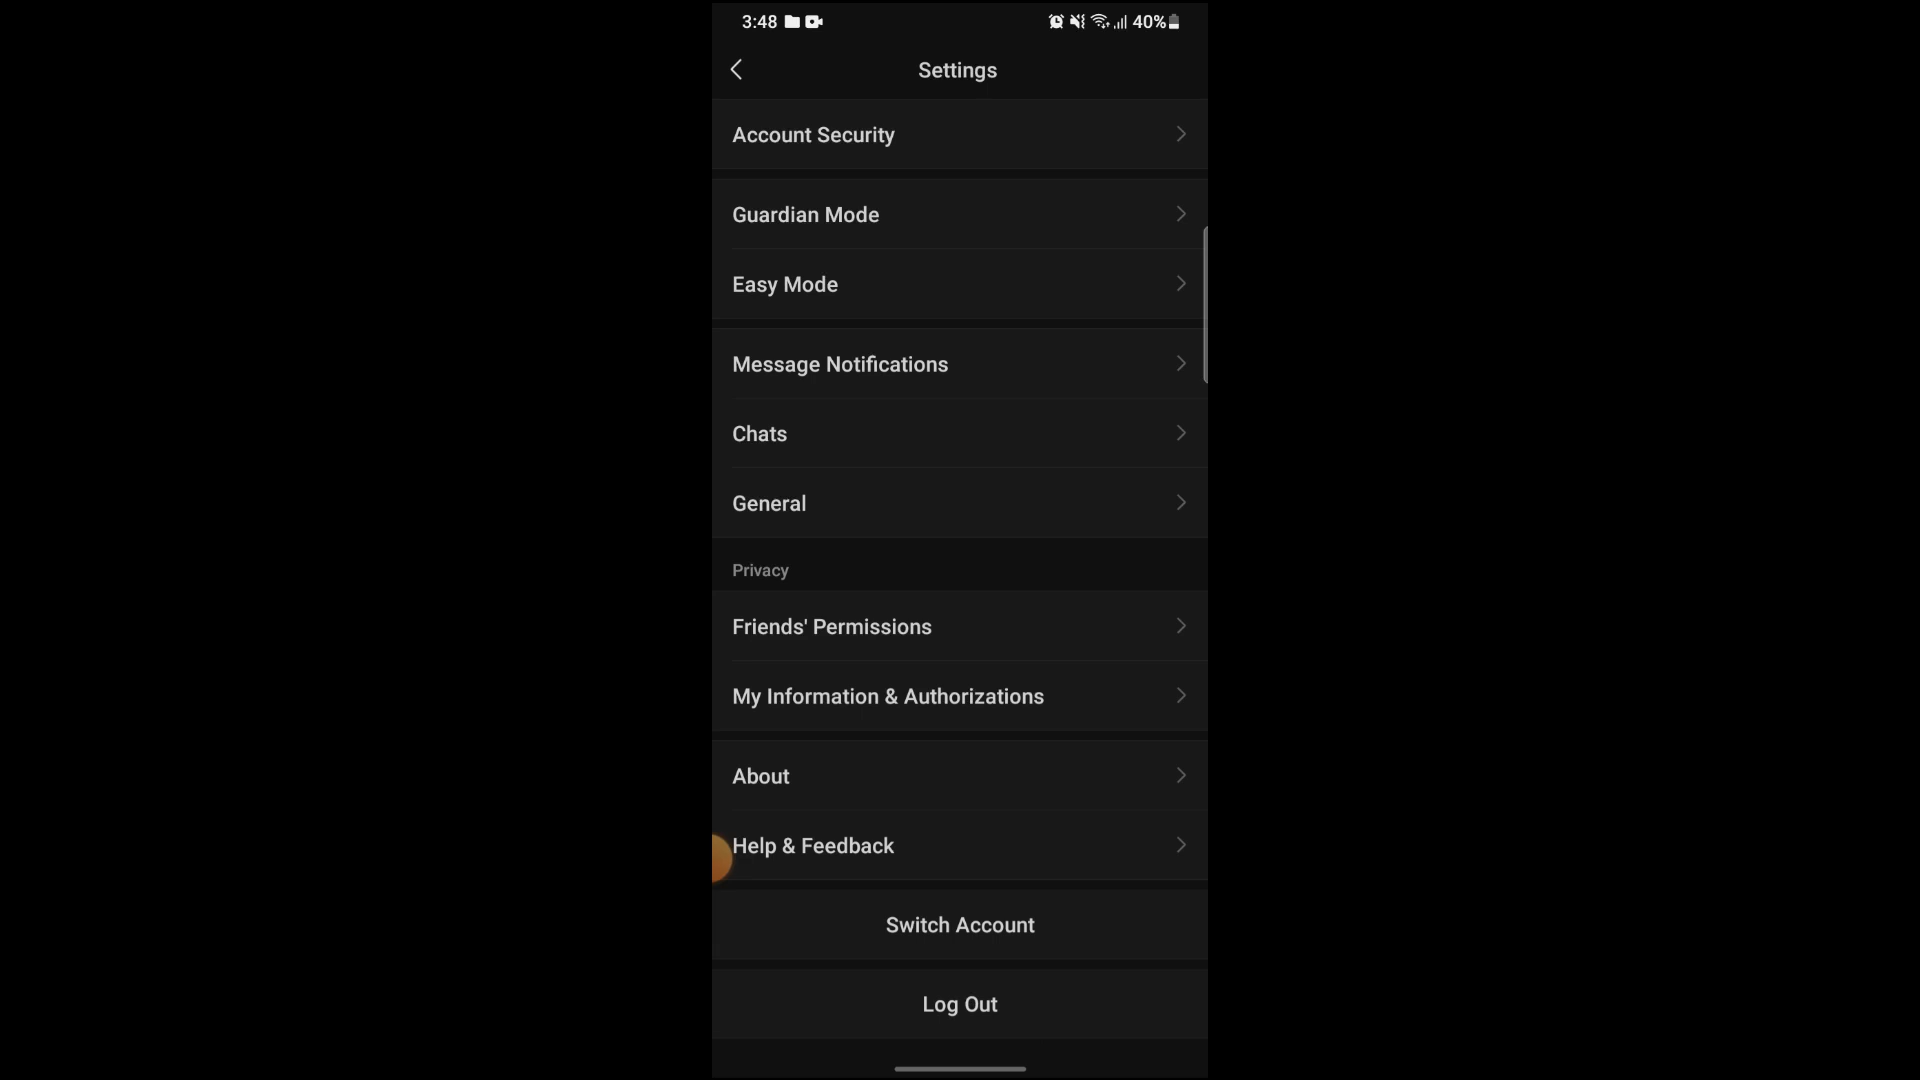 3:48 40%
Settings
Account Security
Guardian Mode
Easy Mode
Message Notifications
Chats
General
Privacy
Friends' Permissions
My Information & Authorizations
About
Help & Feedback
Switch Account
Log Out